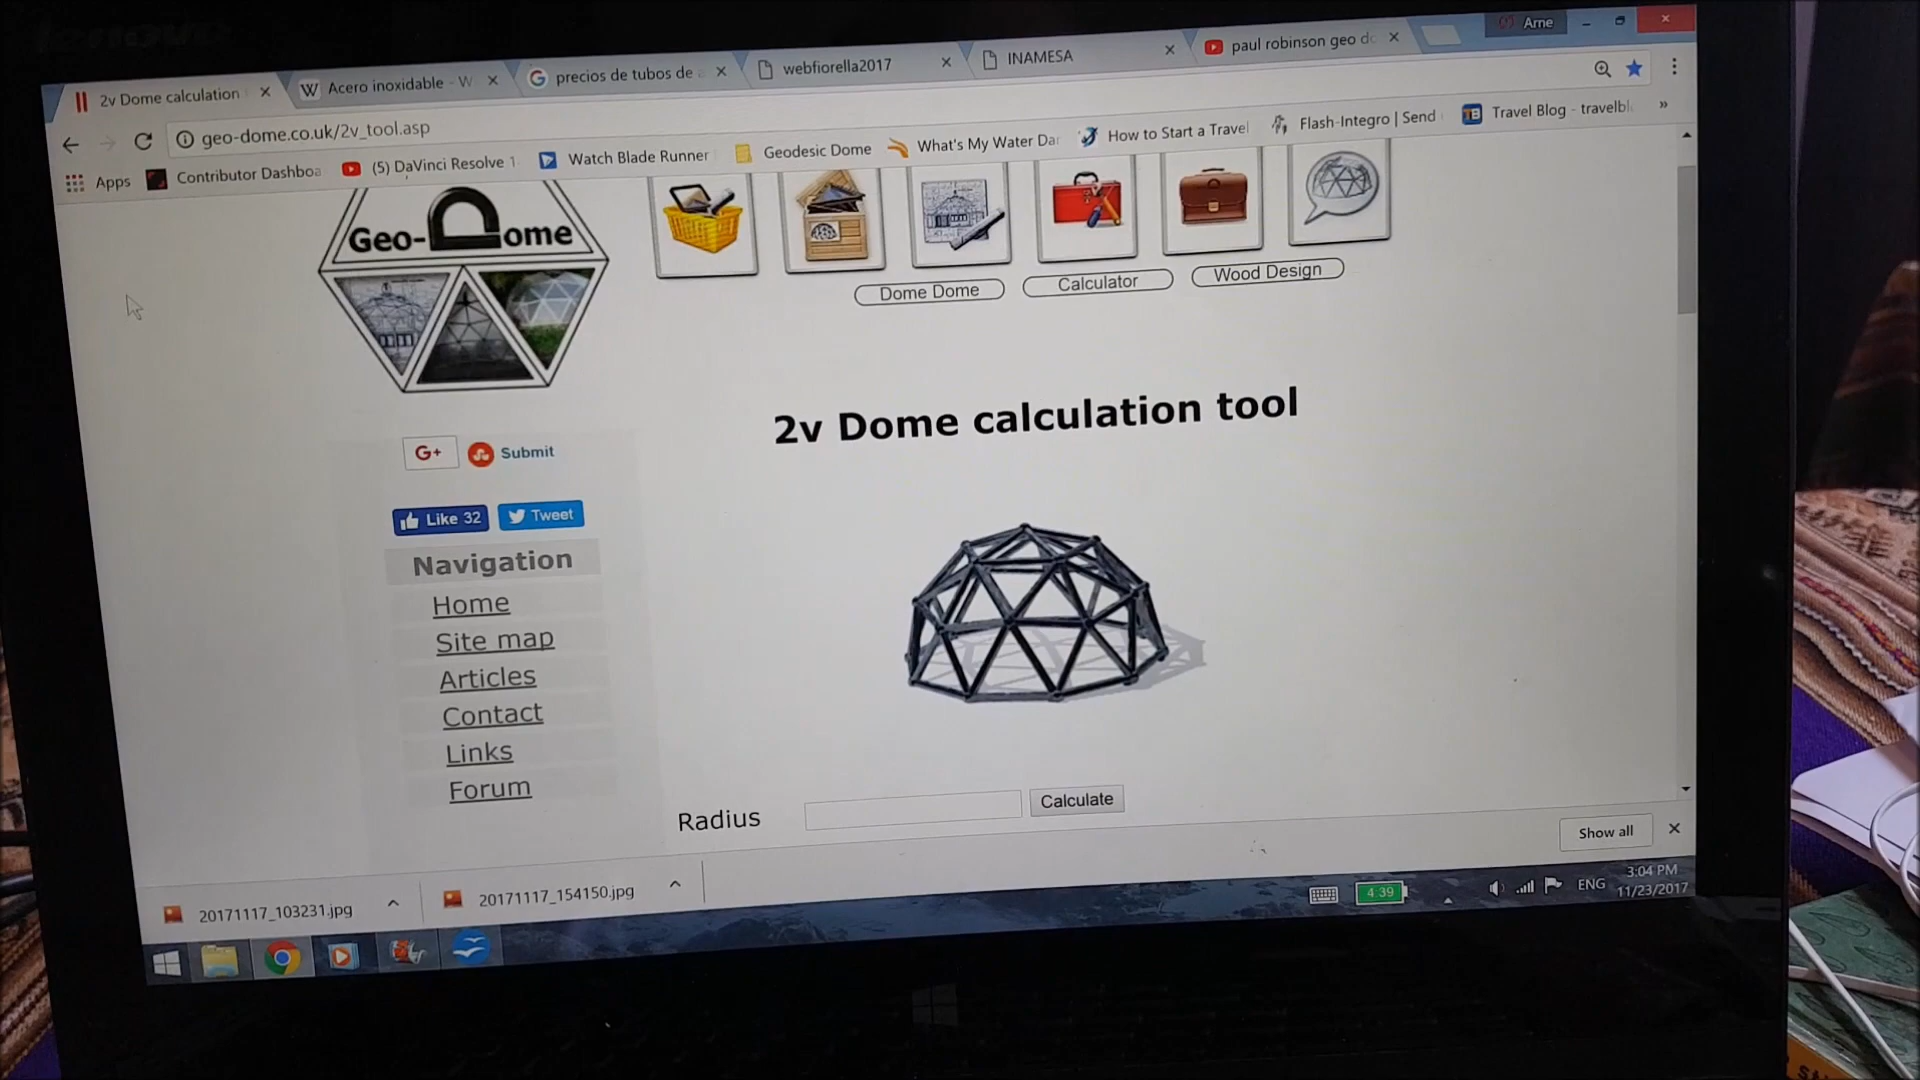 lenovo
Arne
2v Dome calculation
Acero inoxidable - W
precios de tubos de a
webfiorella2017
INAMESA
paul robinson geo do
geo-dome.co.uk/2v_tool.asp
Apps
Contributor Dashboa
(5) DaVinci Resolve 1
Watch Blade Runner
Geodesic Dome
What's My Water Dar
How to Start a Travel
Flash-Integro | Send
Travel Blog - travelbl
»
Geo-Dome
Dome Dome
Calculator
Wood Design
2v Dome calculation tool
G+
Submit
Like 32
Tweet
Navigation
Home
Site map
Articles
Contact
Links
Forum
Radius
Calculate
Show all
20171117_103231.jpg
20171117_154150.jpg
4:39
ENG
3:04 PM
11/23/2017